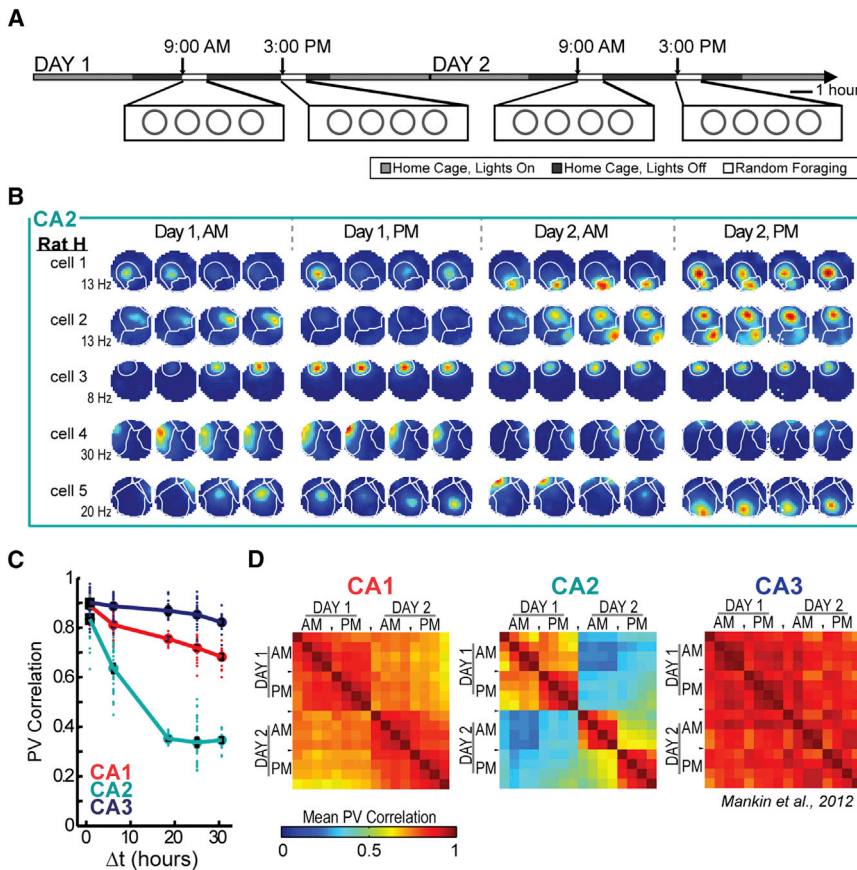 A
DAY 1
9:00 AM
3:00 PM
DAY 2
9:00 AM
3:00 PM
1 hour
Home Cage, Lights On
Home Cage, Lights Off
Random Foraging
B
CA2
Rat H
Day 1, AM
Day 1, PM
Day 2, AM
Day 2, PM
cell 1
13 Hz
cell 2
13 Hz
cell 3
8 Hz
cell 4
30 Hz
cell 5
20 Hz
C
PV Correlation
1
0.8
0.6
0.4
0.2
0
CA1
CA2
CA3
0 10 20 30
Δt (hours)
D
CA1
DAY 1 DAY 2
AM , PM , AM , PM
DAY 1
AM
PM
DAY 2
AM
PM
CA2
DAY 1 DAY 2
AM , PM , AM , PM
DAY 1
AM
PM
DAY 2
AM
PM
CA3
DAY 1 DAY 2
AM , PM , AM , PM
DAY 1
AM
PM
DAY 2
AM
PM
Mankin et al., 2012
Mean PV Correlation
0 0.5 1